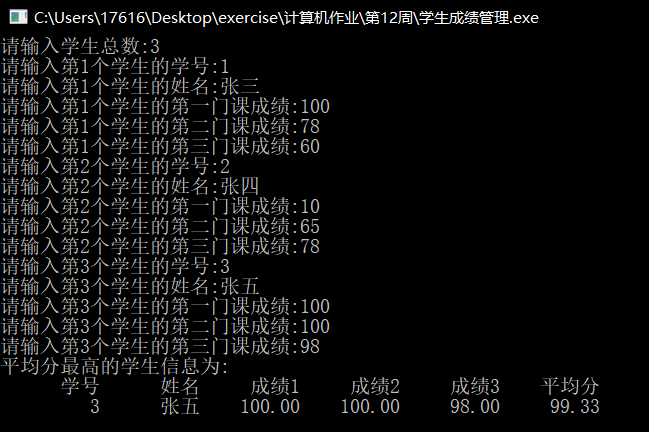 C:\Users\17616\Desktop\exercise\计算机作业\第12周\学生成绩管理.exe
请输入学生总数:3
请输入第1个学生的学号:1
请输入第1个学生的姓名:张三
请输入第1个学生的第一门课成绩:100
请输入第1个学生的第二门课成绩:78
请输入第1个学生的第三门课成绩:60
请输入第2个学生的学号:2
请输入第2个学生的姓名:张四
请输入第2个学生的第一门课成绩:10
请输入第2个学生的第二门课成绩:65
请输入第2个学生的第三门课成绩:78
请输入第3个学生的学号:3
请输入第3个学生的姓名:张五
请输入第3个学生的第一门课成绩:100
请输入第3个学生的第二门课成绩:100
请输入第3个学生的第三门课成绩:98
平均分最高的学生信息为:
学号 姓名 成绩1 成绩2 成绩3 平均分
3 张五 100.00 100.00 98.00 99.33